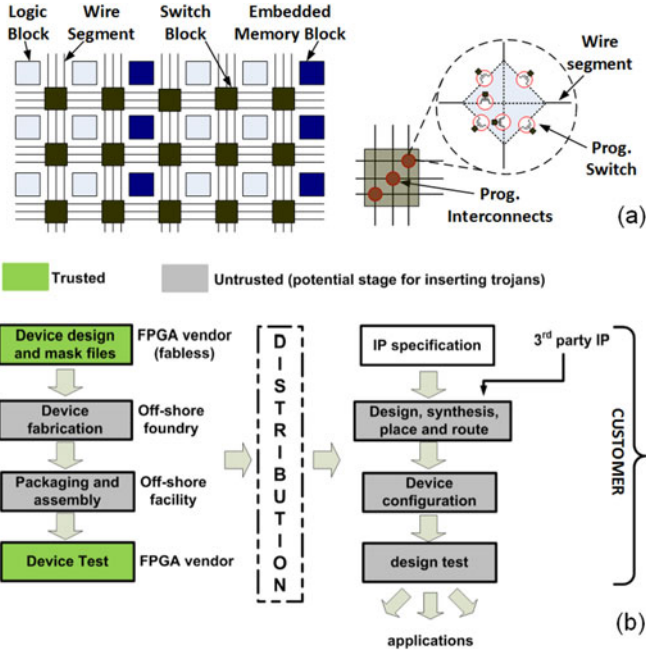 Logic
Block
Wire
Segment
Switch
Block
Embedded
Memory Block
Wire
segment
Prog.
Switch
Prog.
Interconnects
(a)
Trusted
Untrusted (potential stage for inserting trojans)
Device design
and mask files
FPGA vendor
(fabless)
Device
fabrication
Off-shore
foundry
Packaging and
assembly
Off-shore
facility
Device Test
FPGA vendor
DISTRIBUTION
IP specification
3rd party IP
Design, synthesis,
place and route
Device
configuration
design test
applications
CUSTOMER
(b)